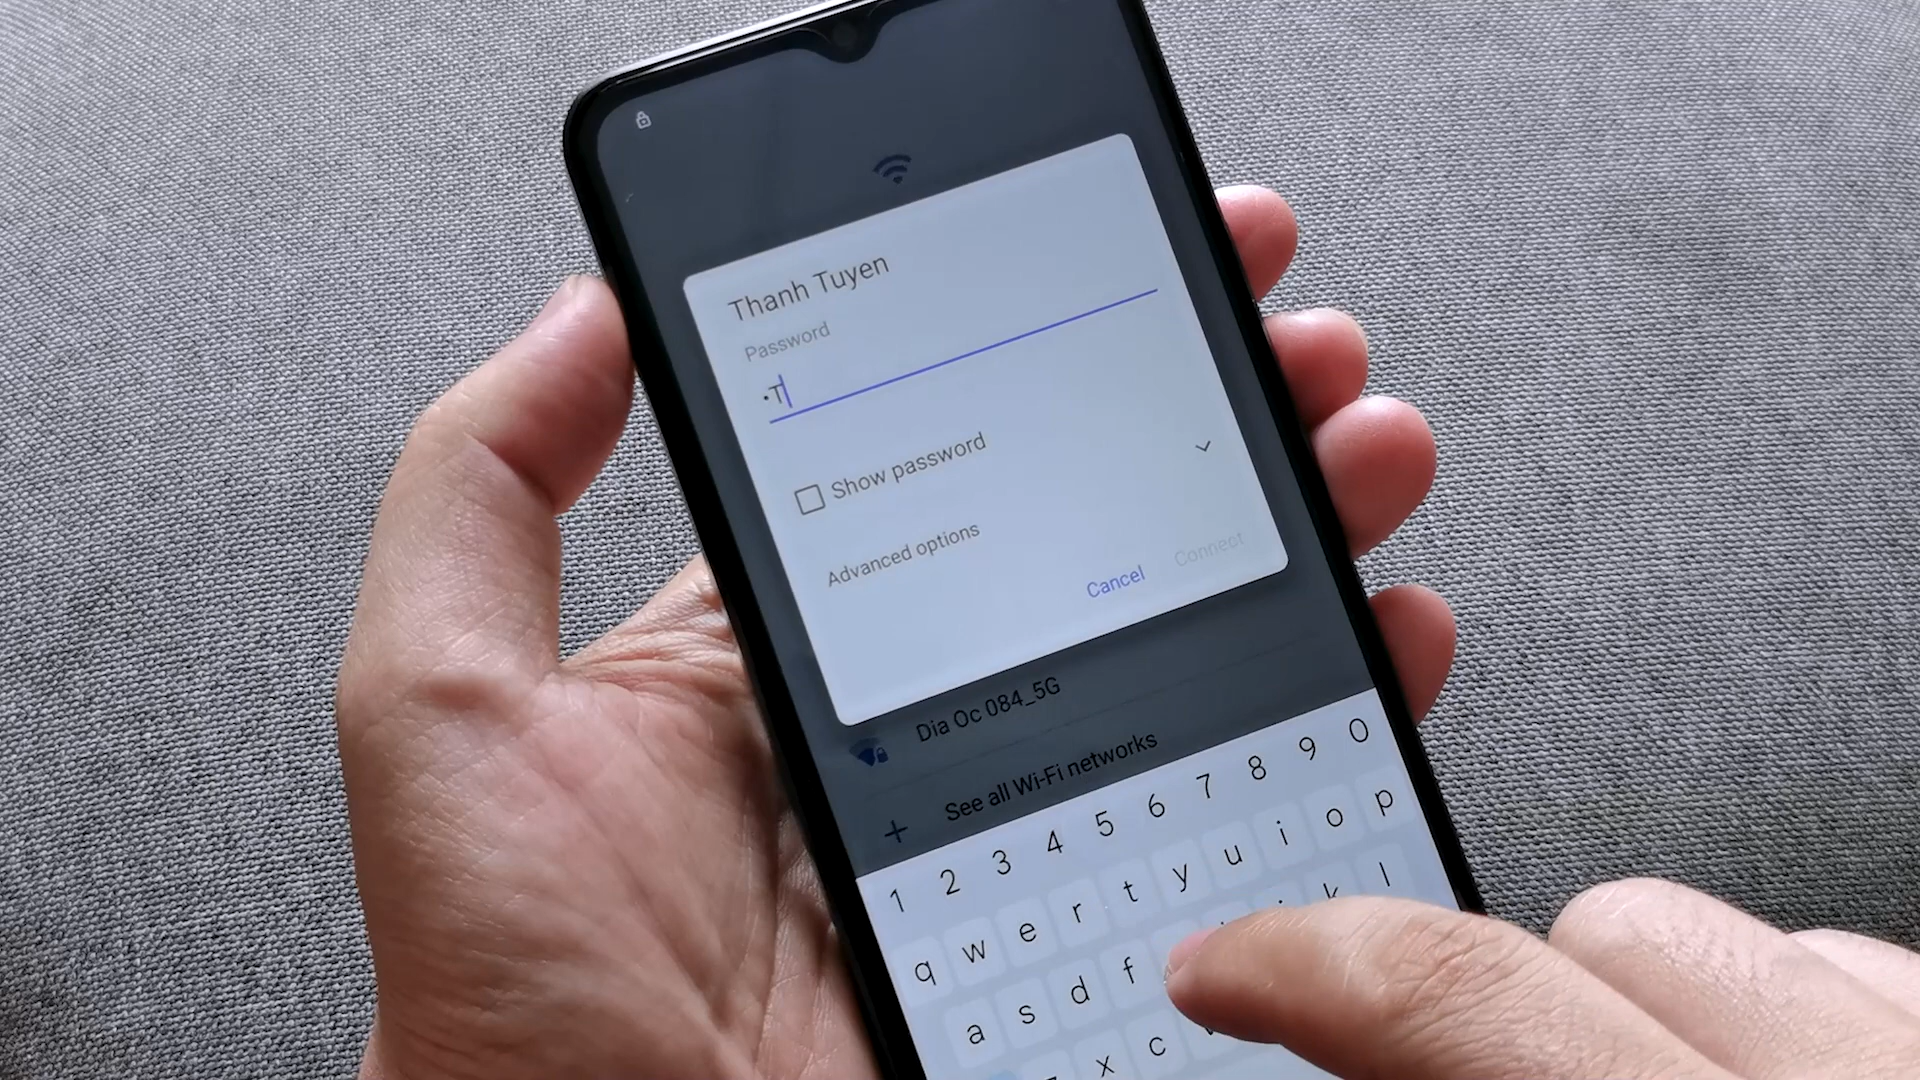 Thanh Tuyen
Password
•T
Show password
Advanced options
Cancel Connect
Dia Oc 084_5G
See all Wi-Fi networks
1 2 3 4 5 6 7 8 9 0
q w e r t y u i o p
a s d f k l
x c